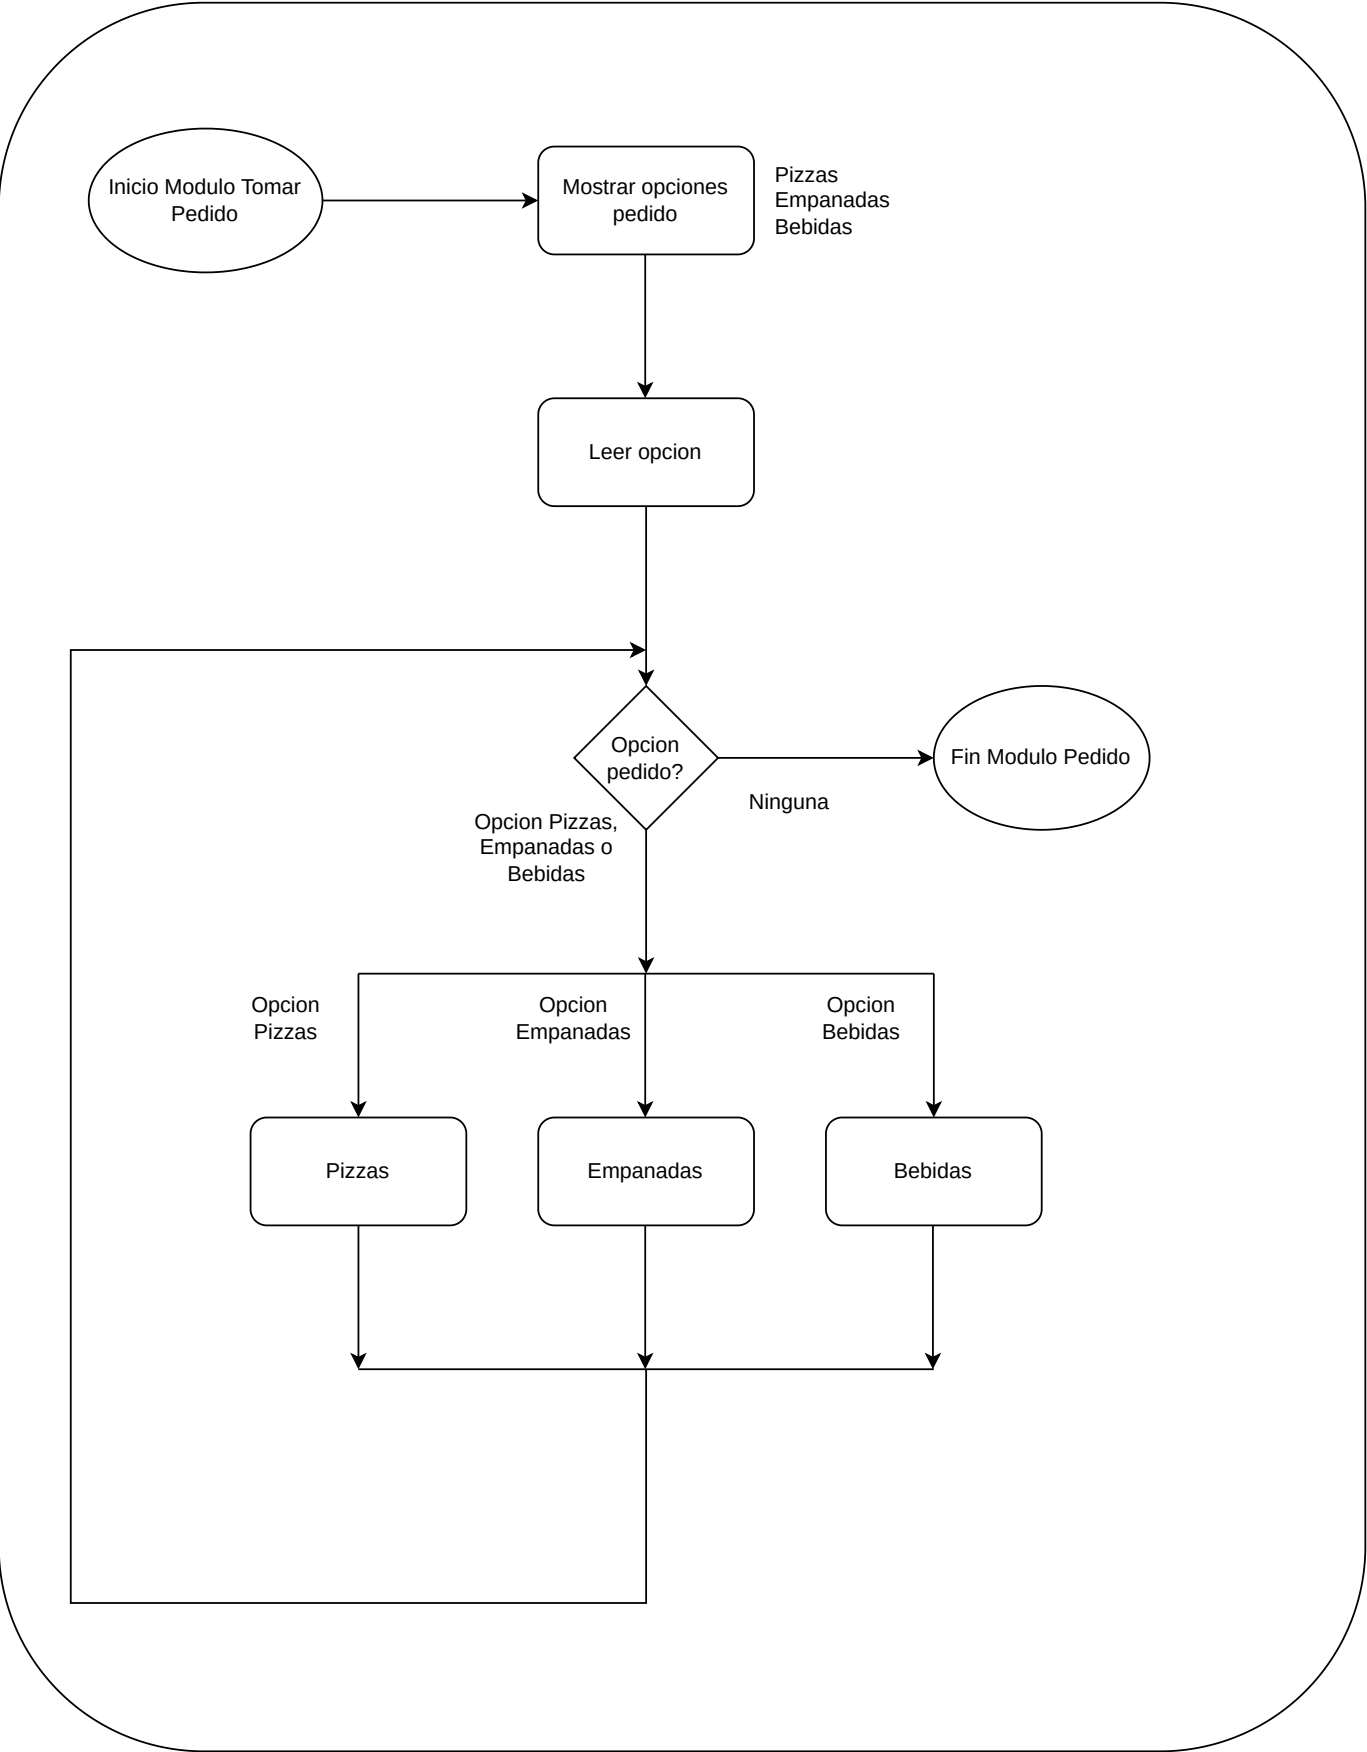 Inicio Modulo Tomar
Pedido
Mostrar opciones
pedido
Pizzas
Empanadas
Bebidas
Leer opcion
Opcion
pedido?
Ninguna
Fin Modulo Pedido
Opcion Pizzas,
Empanadas o
Bebidas
Opcion
Pizzas
Opcion
Empanadas
Opcion
Bebidas
Pizzas
Empanadas
Bebidas